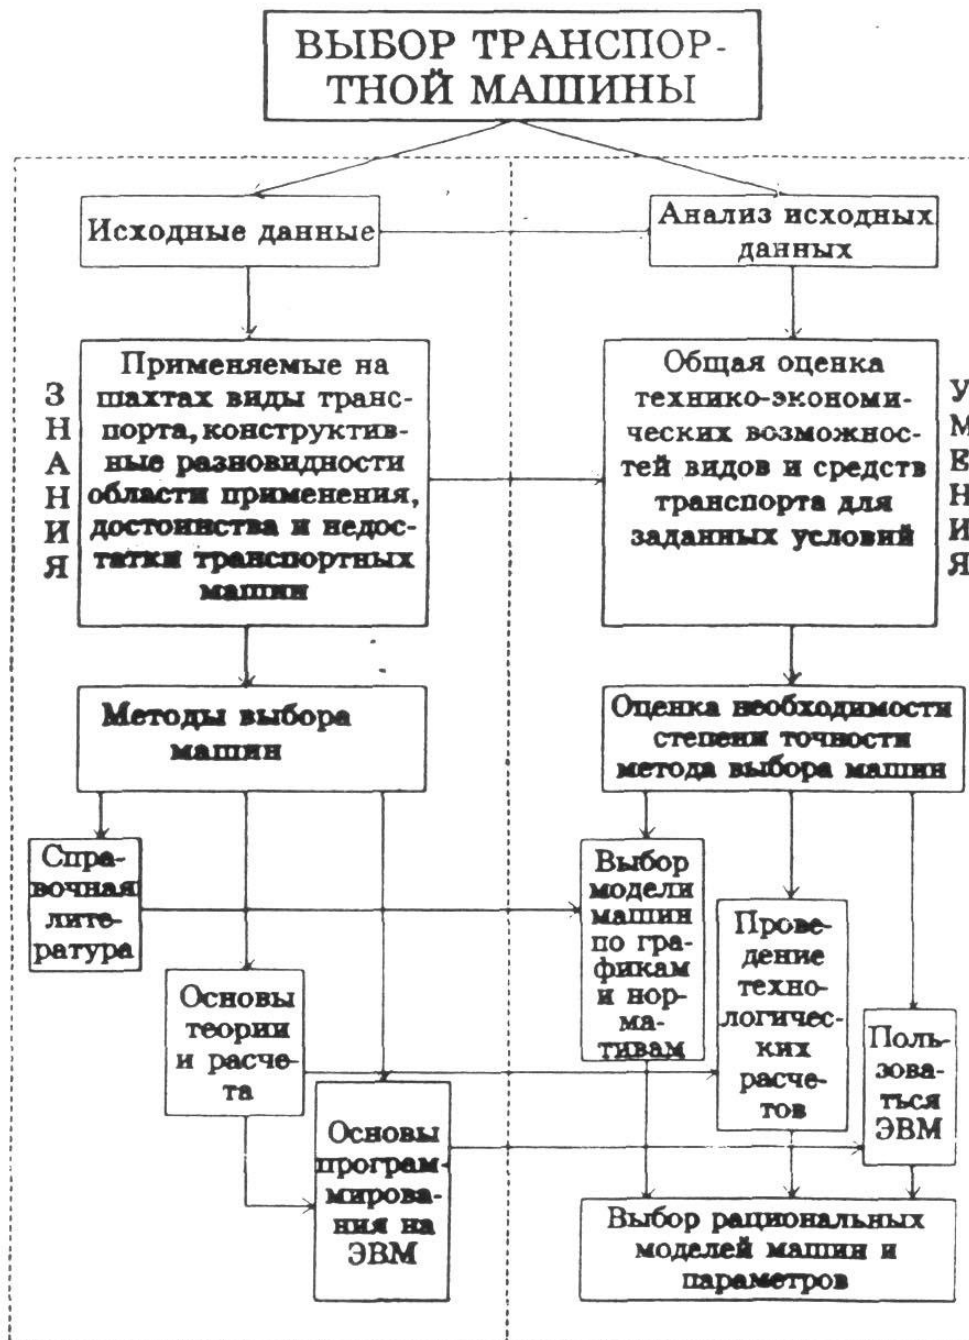 ВЫБОР ТРАНСПОР-
ТНОЙ МАШИНЫ
Исходные данные
Анализ исходных
данных
З
Н
А
Н
И
Я
Применяемые на
шахтах виды транс-
порта, конструктив-
ные разновидности
области применения,
достоинства и недос-
татки транспортных
машин
Общая оценка
технико-экономи-
ческих возможнос-
тей видов и средств
транспорта для
заданных условий
У
М
Е
Н
И
Я
Методы выбора
машин
Оценка необходимости
степени точности
метода выбора машин
Спра-
вочная
лите-
ратура
Выбор
модели
машин
по гра-
фикам
и нор-
ма-
тивам
Основы
теории
и расче-
та
Прове-
дение
техно-
логичес-
ких
расче-
тов
Основы
програм-
мирова-
ния на
ЭВМ
Поль-
зова-
ться
ЭВМ
Выбор рациональных
моделей машин и
параметров